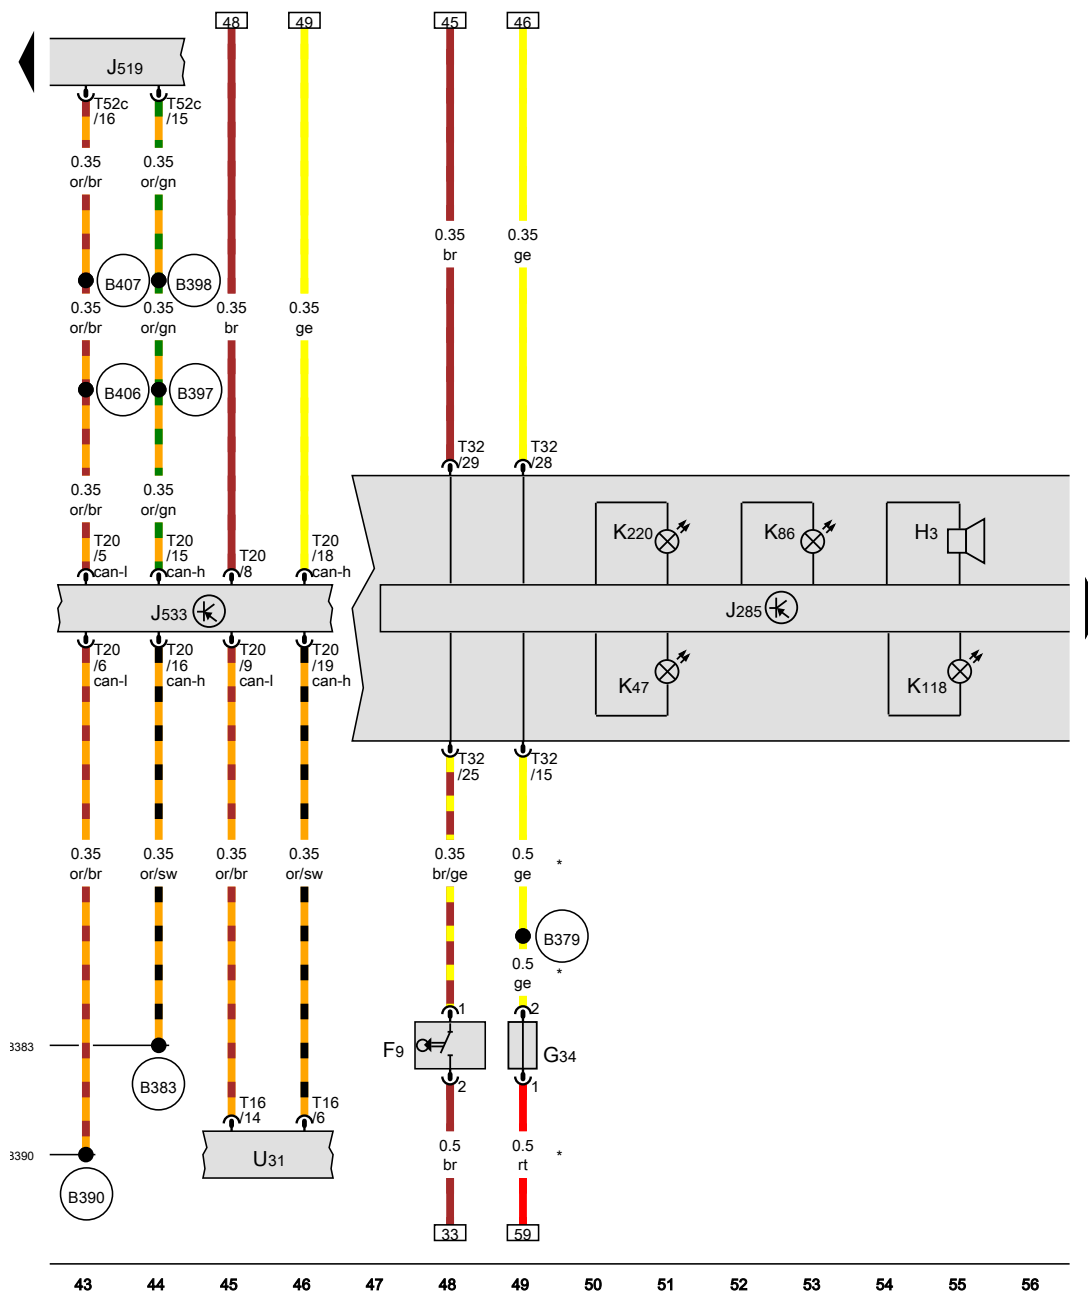 48
49
45
46
J519
T52c
/16
T52c
/15
0.35
or/br
0.35
or/gn
0.35
br
0.35
ge
B407
B398
0.35
or/br
0.35
or/gn
0.35
br
0.35
ge
B406
B397
T32
/29
T32
/28
0.35
or/br
0.35
or/gn
T20
/5
can-l
T20
/15
can-h
T20
/8
T20
/18
can-h
K220
K86
H3
J533
J285
T20
/6
can-l
T20
/16
can-h
T20
/9
can-l
T20
/19
can-h
K47
K118
T32
/25
T32
/15
0.35
or/br
0.35
or/sw
0.35
or/br
0.35
or/sw
0.35
br/ge
0.5
ge
*
B379
0.5
ge
*
1
2
F9
G34
2
1
B383
B383
T16
/14
T16
/6
0.5
br
0.5
rt
*
B390
U31
B390
33
59
43 44 45 46 47 48 49 50 51 52 53 54 55 56